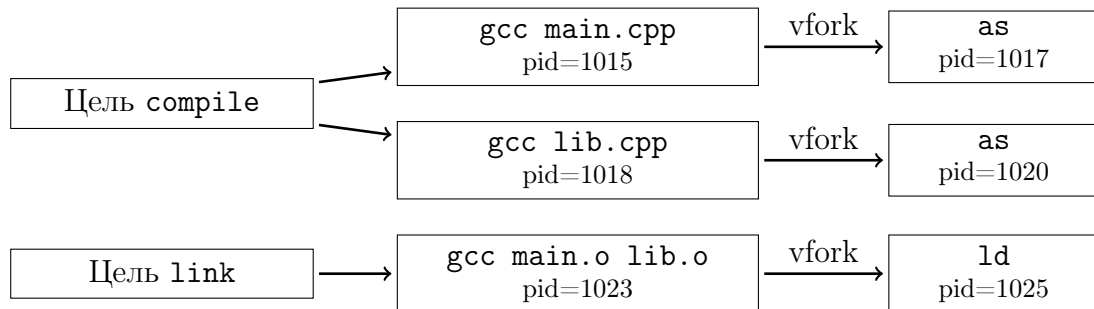 gcc main.cpp
pid=1015
vfork
as
pid=1017
Цель compile
gcc lib.cpp
pid=1018
vfork
as
pid=1020
Цель link
gcc main.o lib.o
pid=1023
vfork
ld
pid=1025